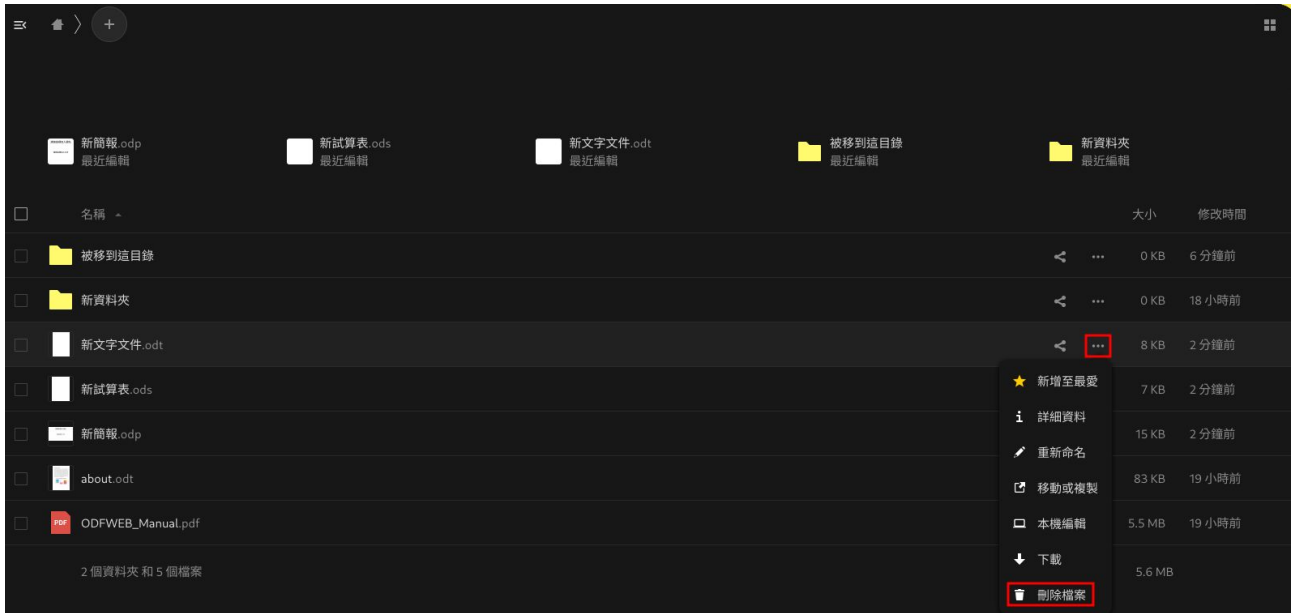 新簡報.odp
最近編輯
新試算表.ods
最近編輯
新文字文件.odt
最近編輯
被移到這目錄
最近編輯
新資料夾
最近編輯
名稱 大小 修改時間
被移到這目錄 0 KB 6 分鐘前
新資料夾 0 KB 18 小時前
新文字文件.odt 8 KB 2 分鐘前
新增至最愛
新試算表.ods 7 KB 2 分鐘前
詳細資料
新簡報.odp 15 KB 2 分鐘前
重新命名
about.odt 83 KB 19 小時前
移動或複製
PDF ODFWEB_Manual.pdf 5.5 MB 19 小時前
本機編輯
下載
2 個資料夾 和 5 個檔案 5.6 MB
刪除檔案